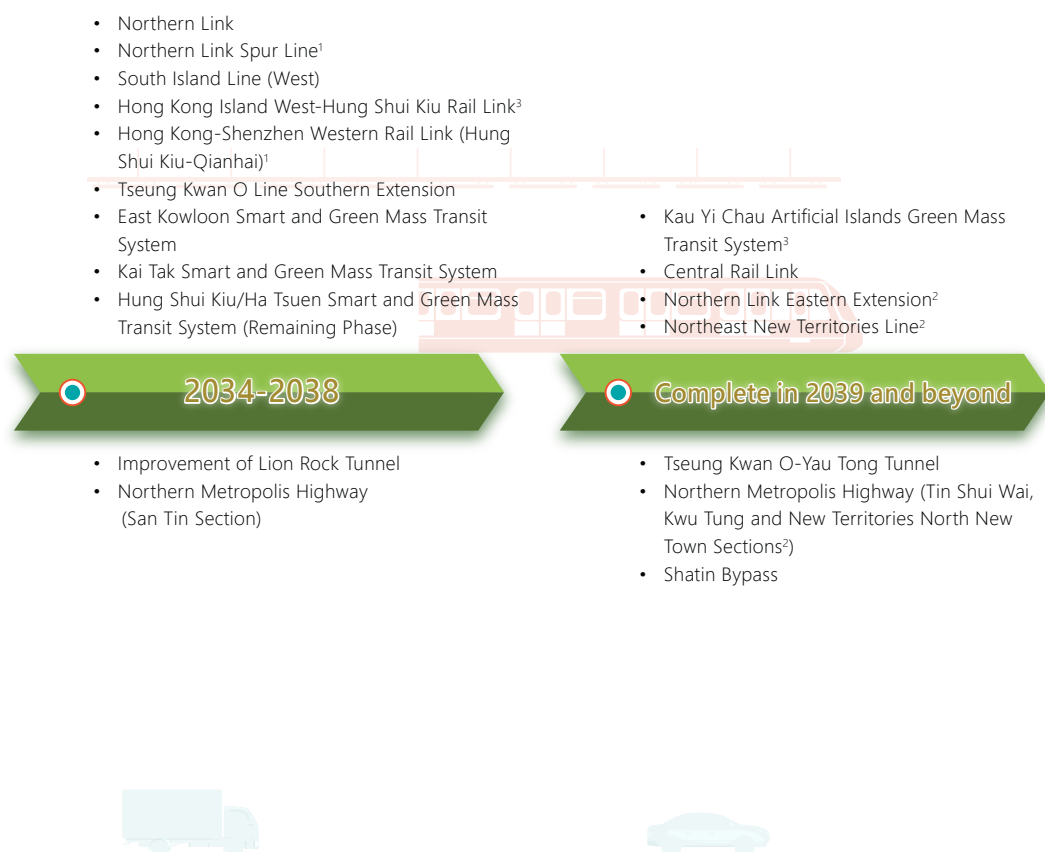 • Northern Link
• Northern Link Spur Line¹
• South Island Line (West)
• Hong Kong Island West-Hung Shui Kiu Rail Link³
• Hong Kong-Shenzhen Western Rail Link (Hung
Shui Kiu-Qianhai)¹
• Tseung Kwan O Line Southern Extension
• East Kowloon Smart and Green Mass Transit
System
• Kai Tak Smart and Green Mass Transit System
• Hung Shui Kiu/Ha Tsuen Smart and Green Mass
Transit System (Remaining Phase)
2034-2038
• Improvement of Lion Rock Tunnel
• Northern Metropolis Highway
(San Tin Section)
• Kau Yi Chau Artificial Islands Green Mass
Transit System³
• Central Rail Link
• Northern Link Eastern Extension²
• Northeast New Territories Line²
Complete in 2039 and beyond
• Tseung Kwan O-Yau Tong Tunnel
• Northern Metropolis Highway (Tin Shui Wai,
Kwu Tung and New Territories North New
Town Sections²)
• Shatin Bypass